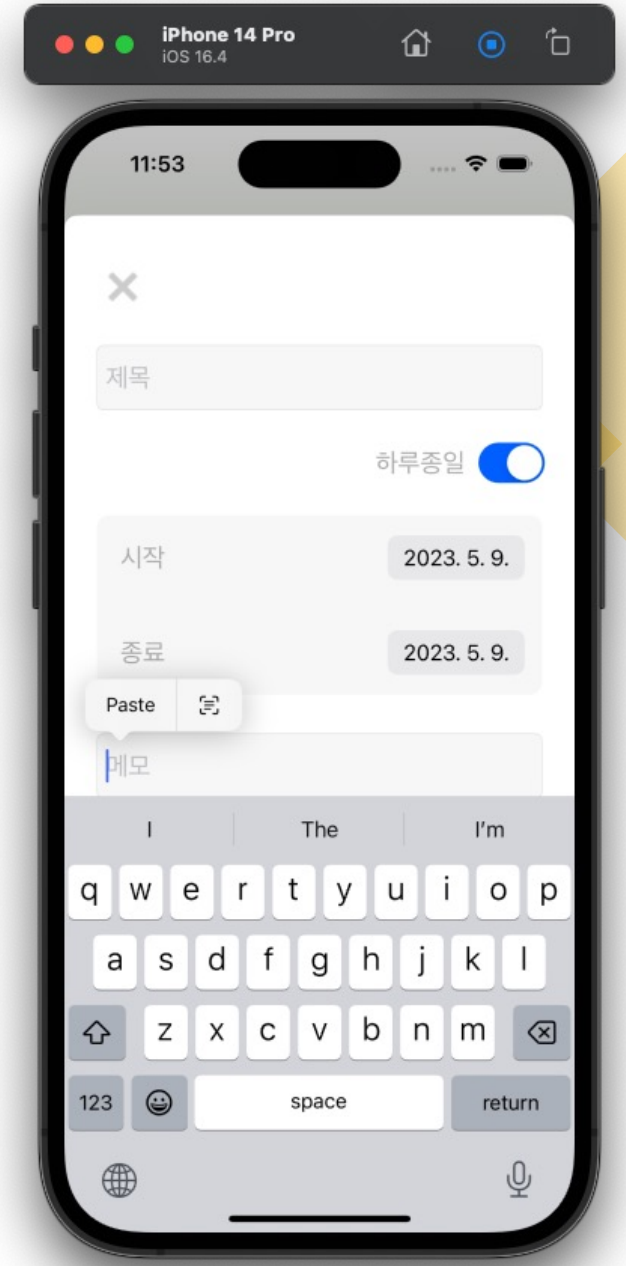 iPhone 14 Pro
iOS 16.4
11:53
제목
하루종일
시작 2023. 5. 9.
종료 2023. 5. 9.
Paste
메모
I The I'm
q w e r t y u i o p
a s d f g h j k l
z x c v b n m
123 space return